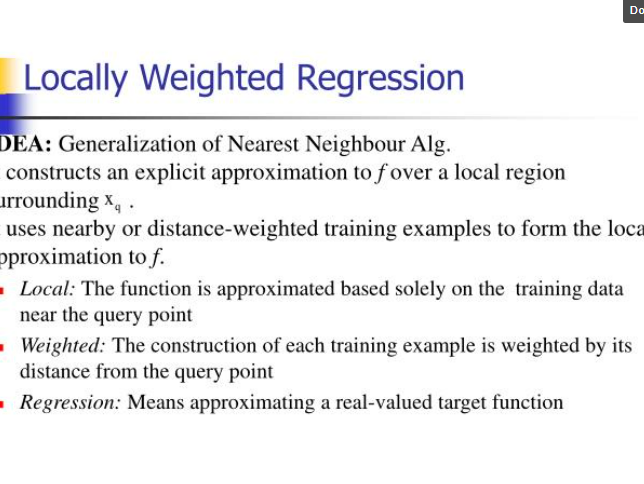 Do
Locally Weighted Regression
DEA: Generalization of Nearest Neighbour Alg.
constructs an explicit approximation to f over a local region
urrounding xq .
uses nearby or distance-weighted training examples to form the loca
pproximation to f.
Local: The function is approximated based solely on the training data
near the query point
Weighted: The construction of each training example is weighted by its
distance from the query point
Regression: Means approximating a real-valued target function